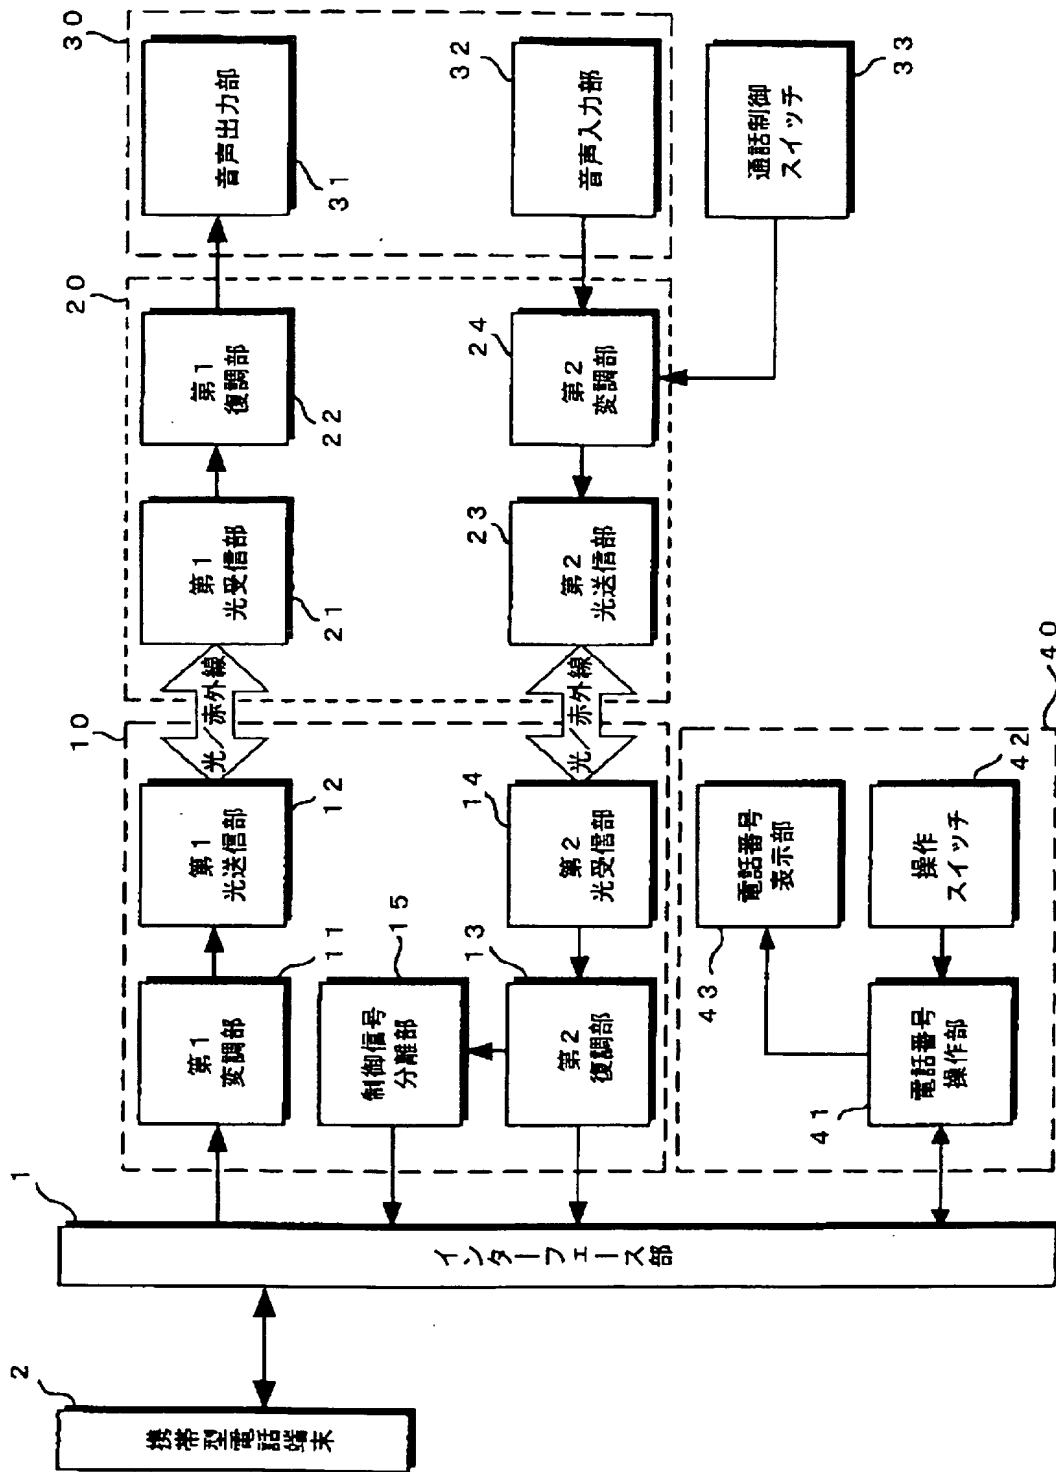 2
携帯型電話端末
1
インターフェース部
10
第1
変調部
11
第1
光送信部
12
制御信号
分離部
15
第2
復調部
13
第2
光受信部
14
光／赤外線
光／赤外線
20
第1
光受信部
21
第1
復調部
22
第2
光送信部
23
第2
変調部
24
30
音声出力部
31
音声入力部
32
通話制御
スイッチ
33
40
電話番号
操作部
41
電話番号
表示部
43
操作
スイッチ
42